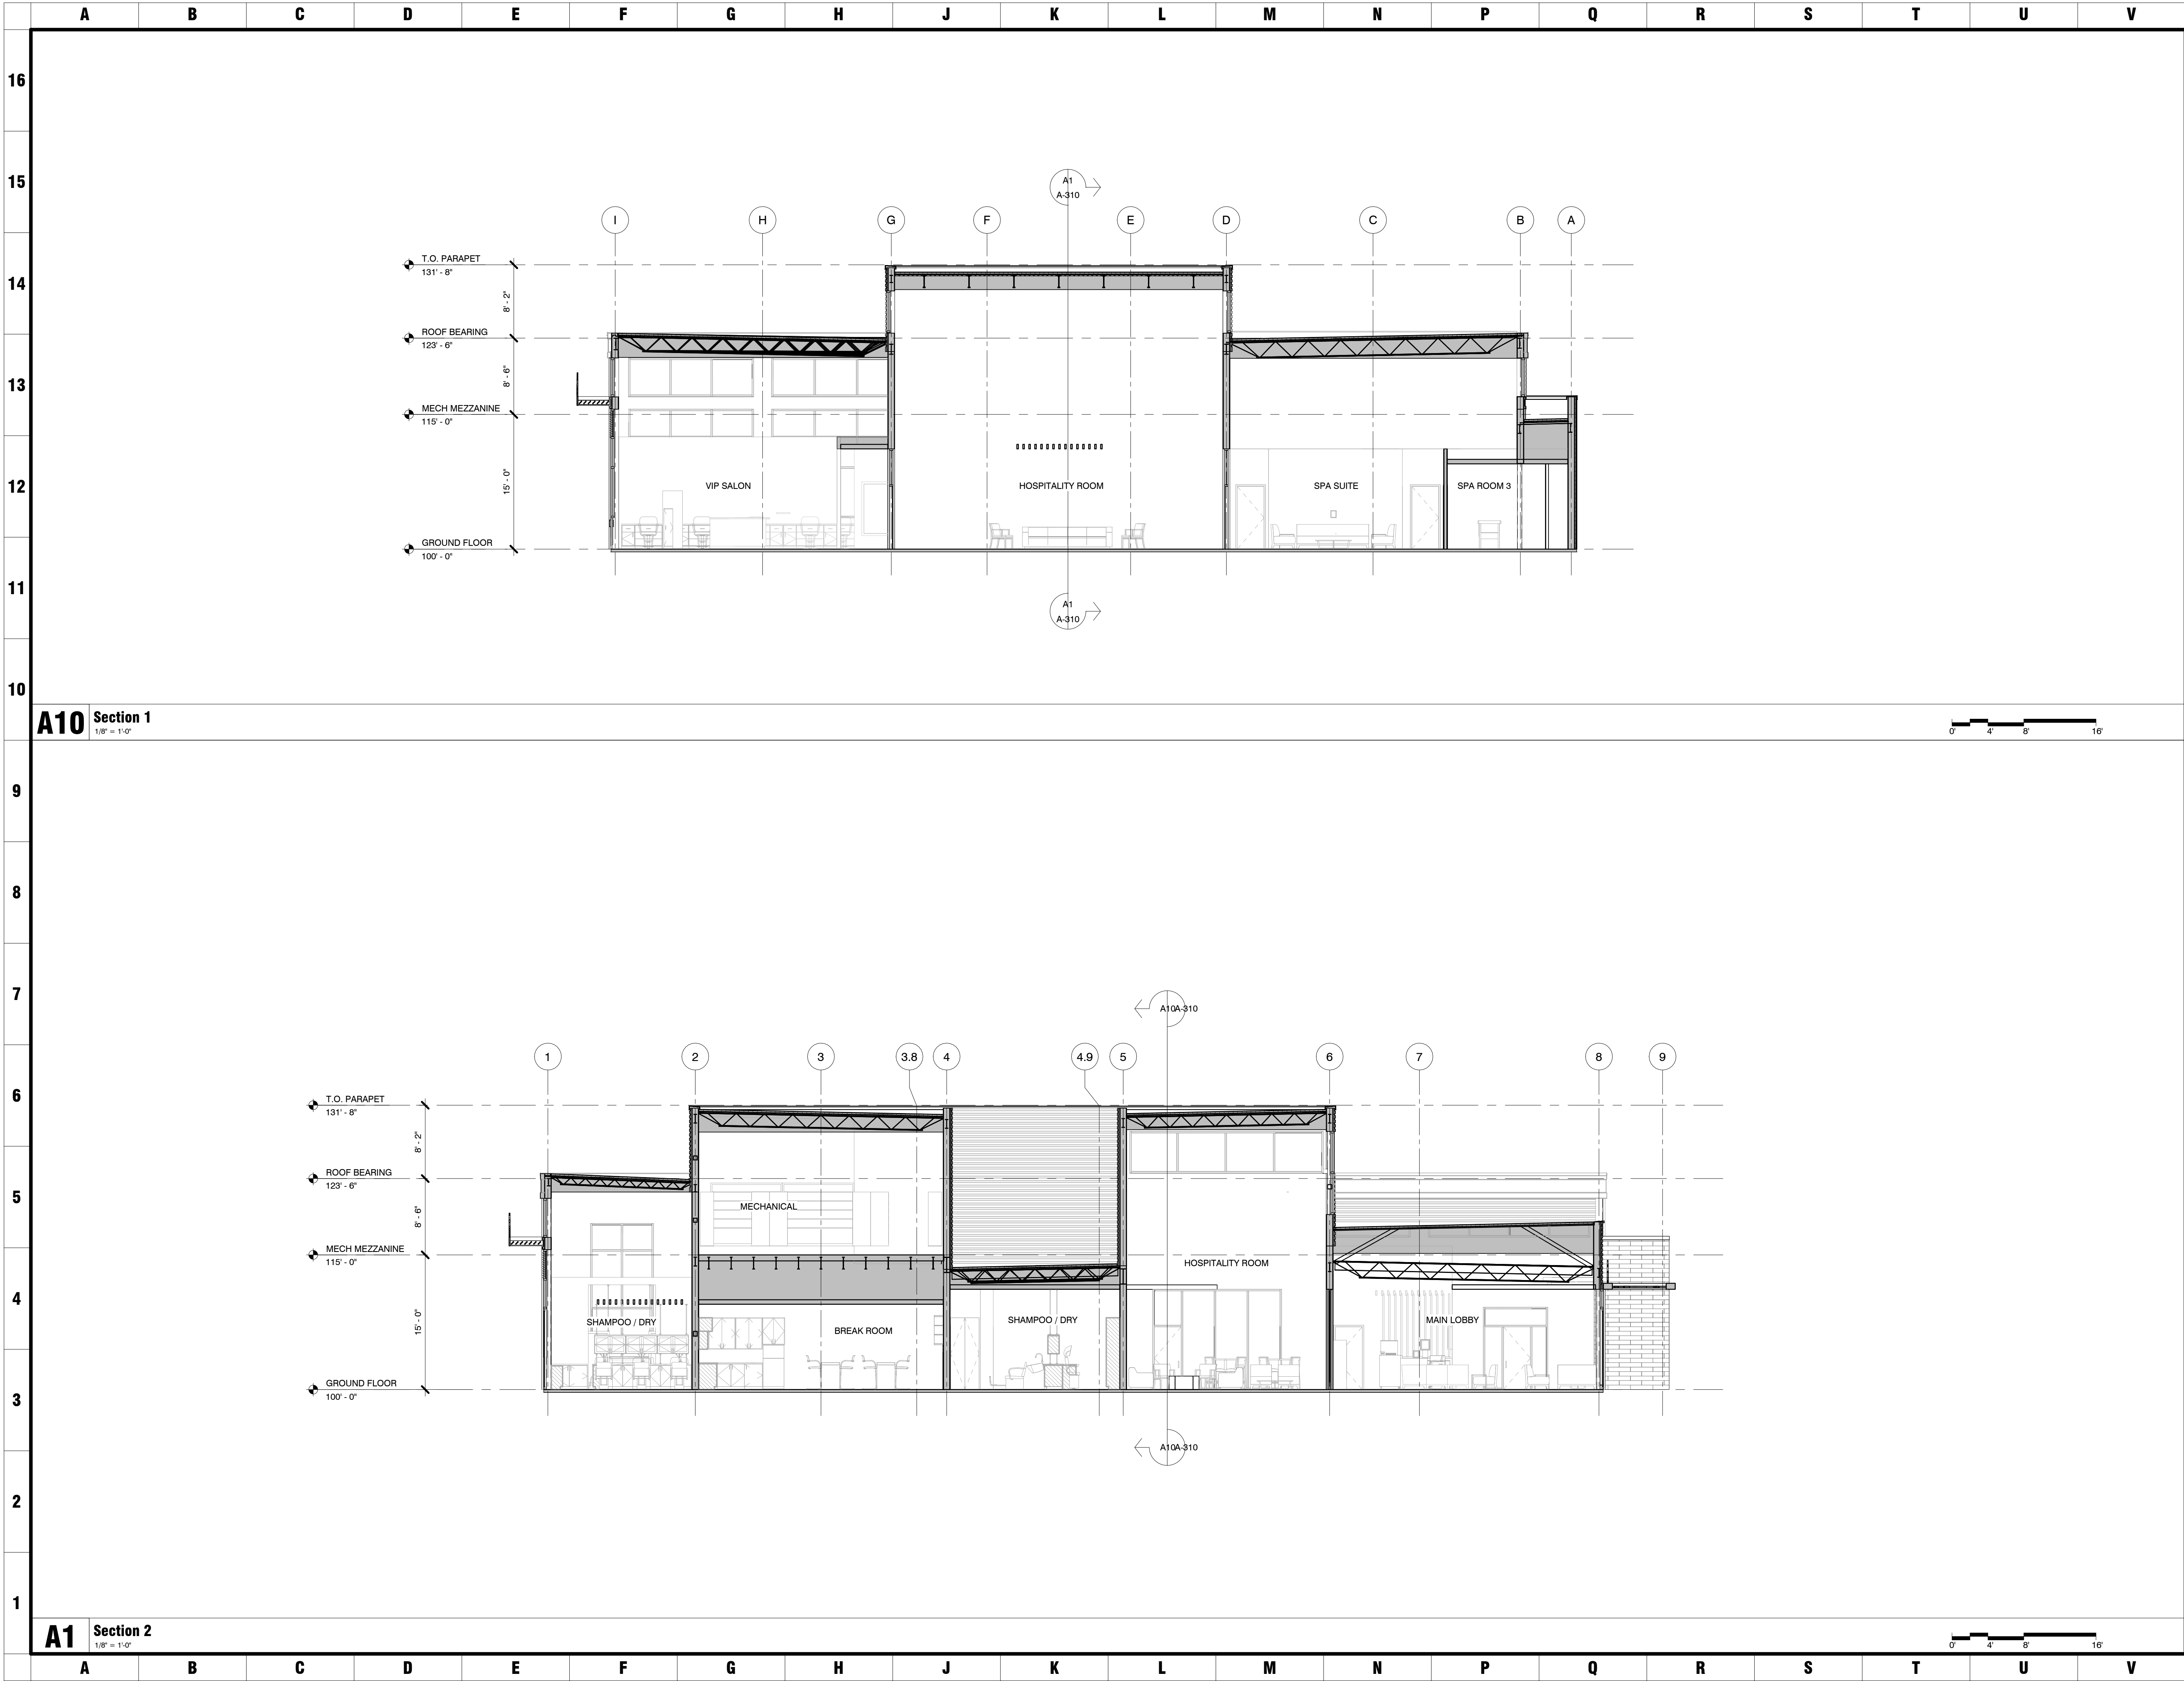 A B C D E F G H J K L M N P Q R S T U V
16
15
A1
A-310
I H G F E D C B A
T.O. PARAPET
131' - 8"
14
8' - 2"
ROOF BEARING
123' - 6"
8' - 6"
13
MECH MEZZANINE
115' - 0"
15' - 0"
12
VIP SALON
HOSPITALITY ROOM
SPA SUITE
SPA ROOM 3
GROUND FLOOR
100' - 0"
11
A1
A-310
10
A10
Section 1
1/8" = 1'-0"
0' 4' 8' 16'
9
8
7
A10
A-310
1 2 3 3.8 4 4.9 5 6 7 8 9
6
T.O. PARAPET
131' - 8"
8' - 2"
ROOF BEARING
123' - 6"
5
8' - 6"
MECHANICAL
MECH MEZZANINE
115' - 0"
HOSPITALITY ROOM
4
15' - 0"
SHAMPOO / DRY
BREAK ROOM
SHAMPOO / DRY
MAIN LOBBY
GROUND FLOOR
100' - 0"
3
A10
A-310
2
1
A1
Section 2
1/8" = 1'-0"
0' 4' 8' 16'
A B C D E F G H J K L M N P Q R S T U V